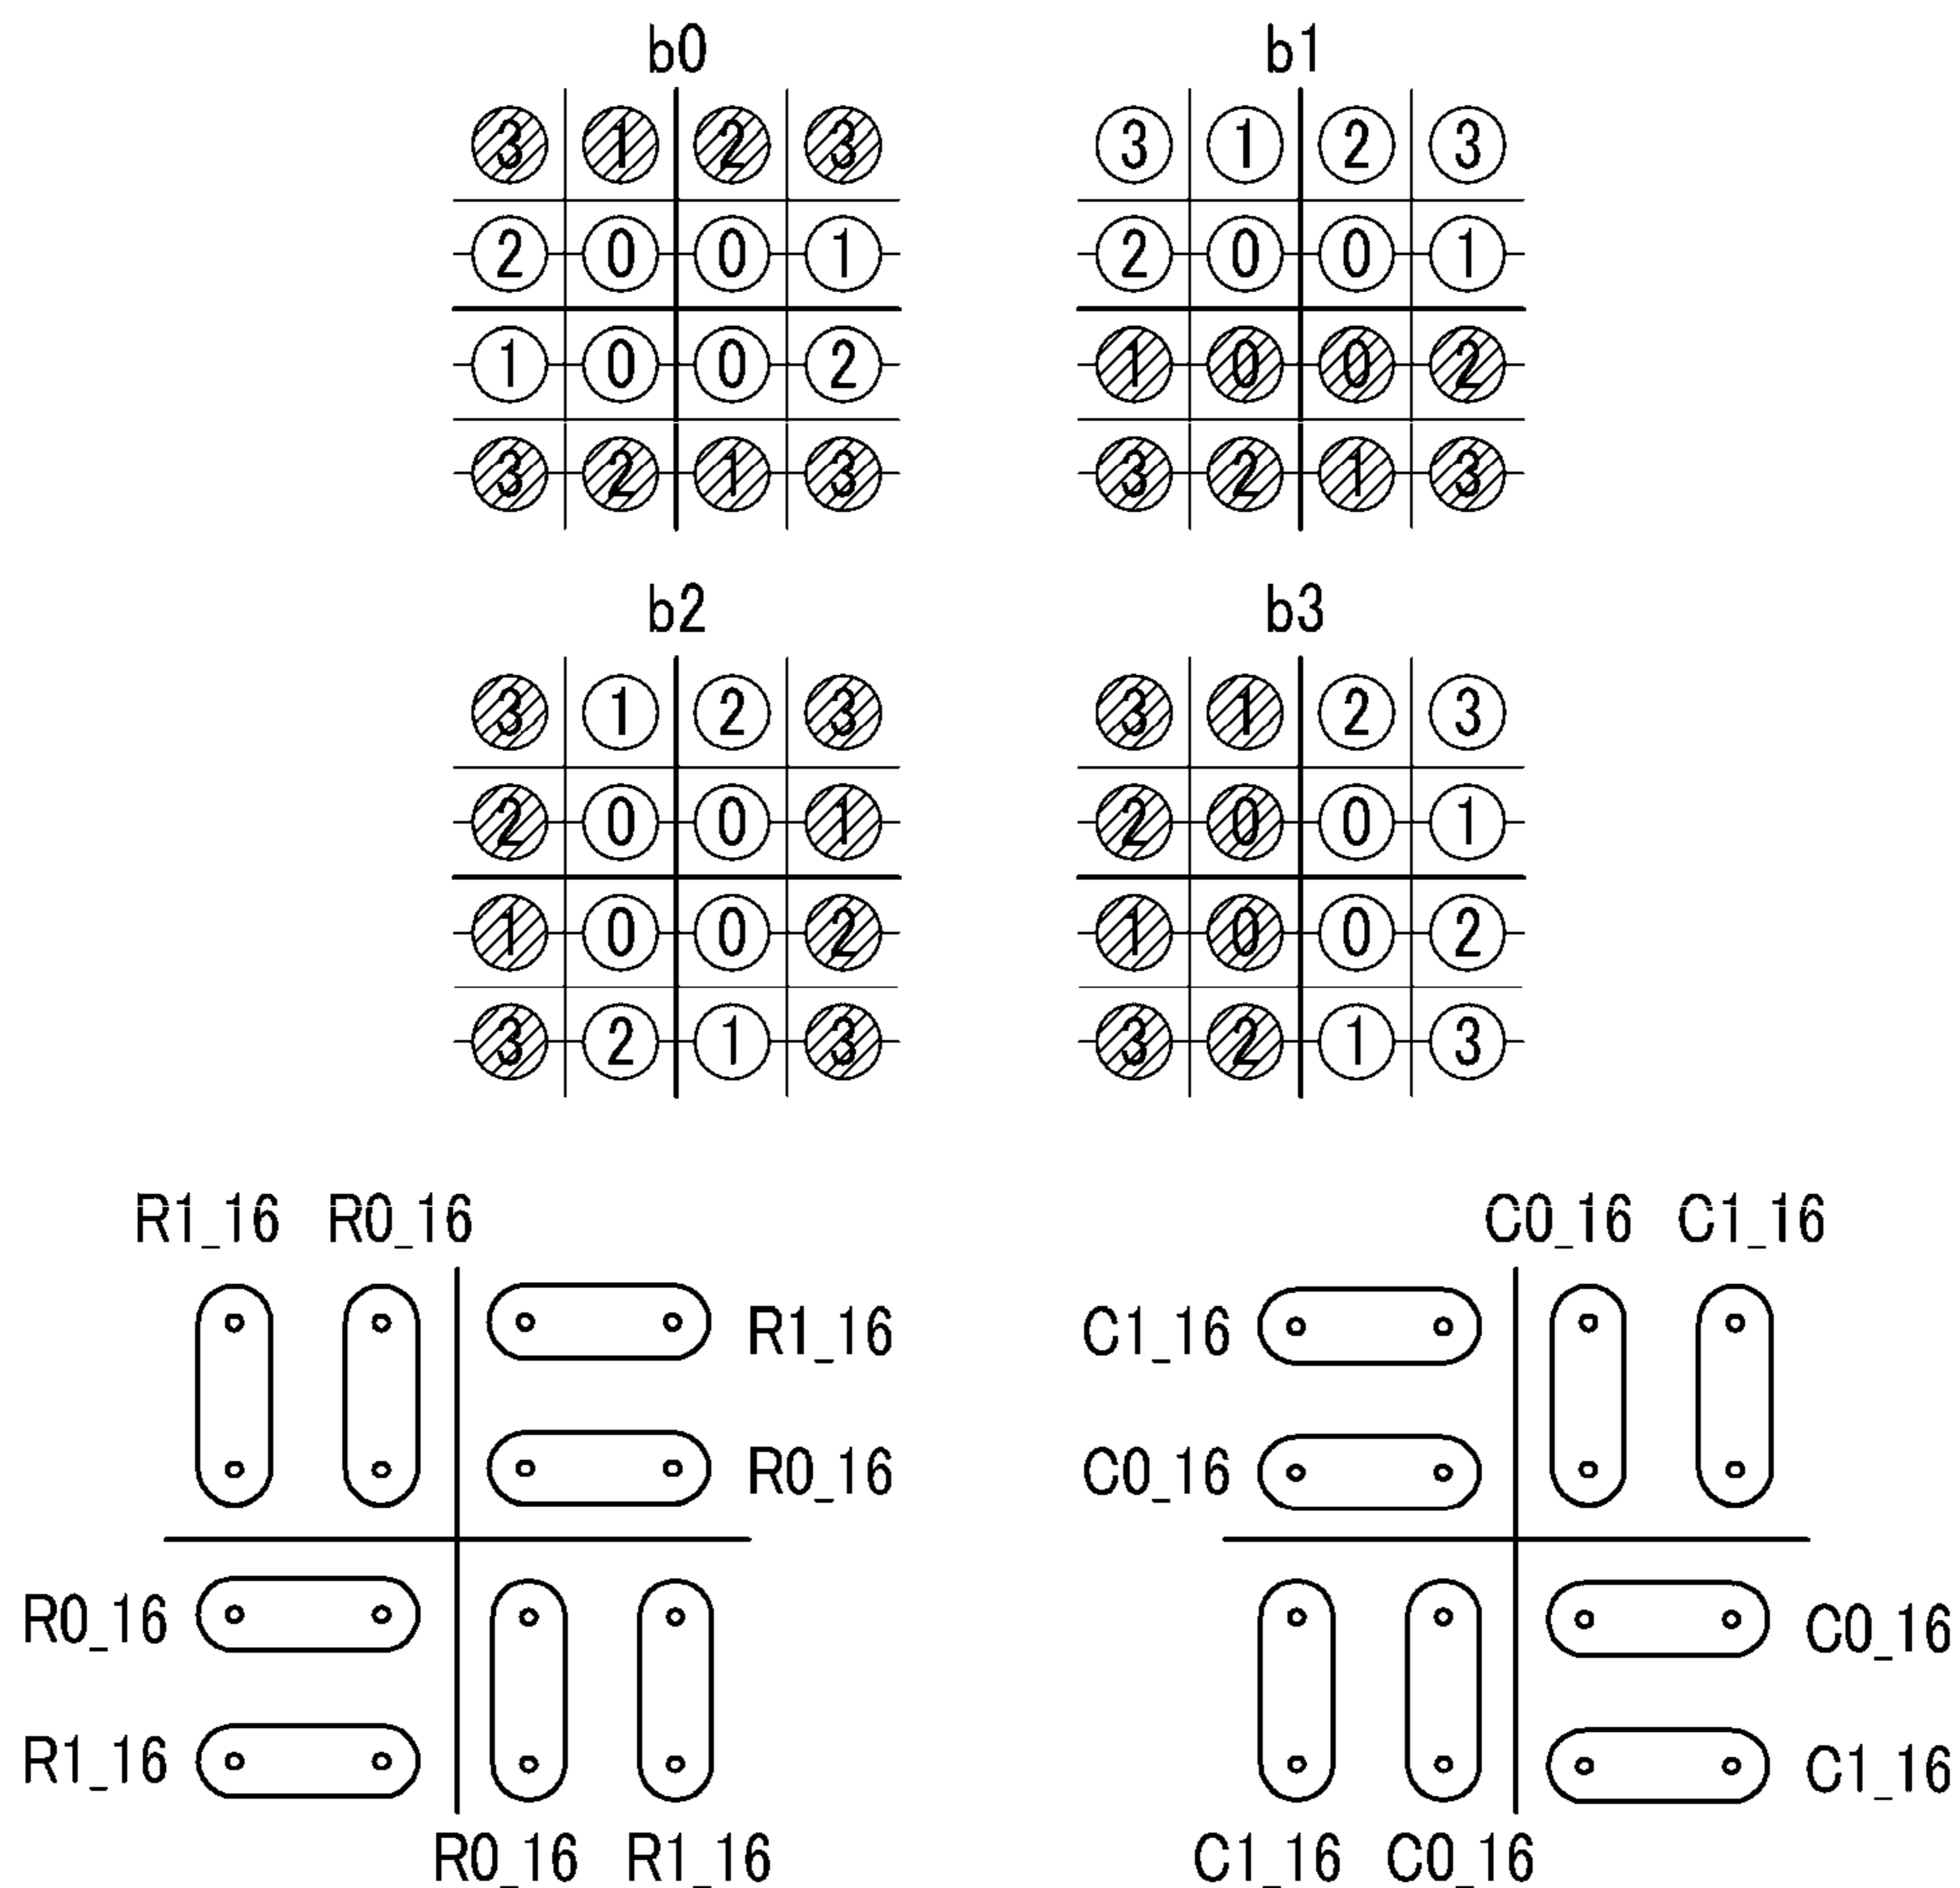 b0 b1
3 1 2 3 3 1 2 3
2 0 0 1 2 0 0 1
1 0 0 2 1 0 0 2
3 2 1 3 3 2 1 3
b2 b3
3 1 2 3 3 1 2 3
2 0 0 1 2 0 0 1
1 0 0 2 1 0 0 2
3 2 1 3 3 2 1 3
R1_16 R0_16 C0_16 C1_16
R1_16 C1_16
R0_16 C0_16
R0_16 C0_16
R1_16 C1_16
R0_16 R1_16 C1_16 C0_16